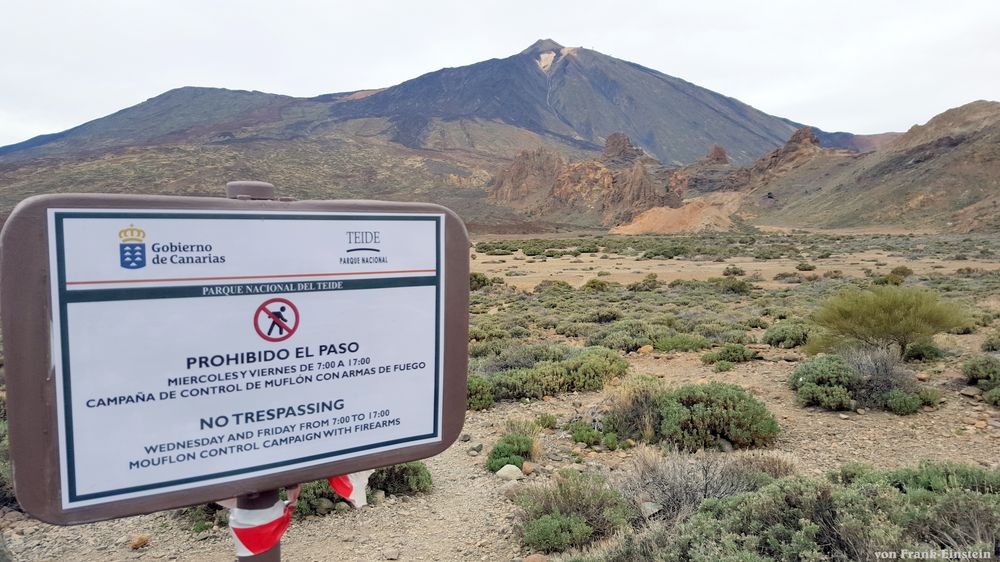 Gobierno
de Canarias
TEIDE
PARQUE NACIONAL
PARQUE NACIONAL DEL TEIDE
PROHIBIDO EL PASO
MIERCOLES Y VIERNES DE 7:00 A 17:00
CAMPAÑA DE CONTROL DE MUFLÓN CON ARMAS DE FUEGO
NO TRESPASSING
WEDNESDAY AND FRIDAY FROM 7:00 TO 17:00
MOUFLON CONTROL CAMPAIGN WITH FIREARMS
von Frank-Einstein